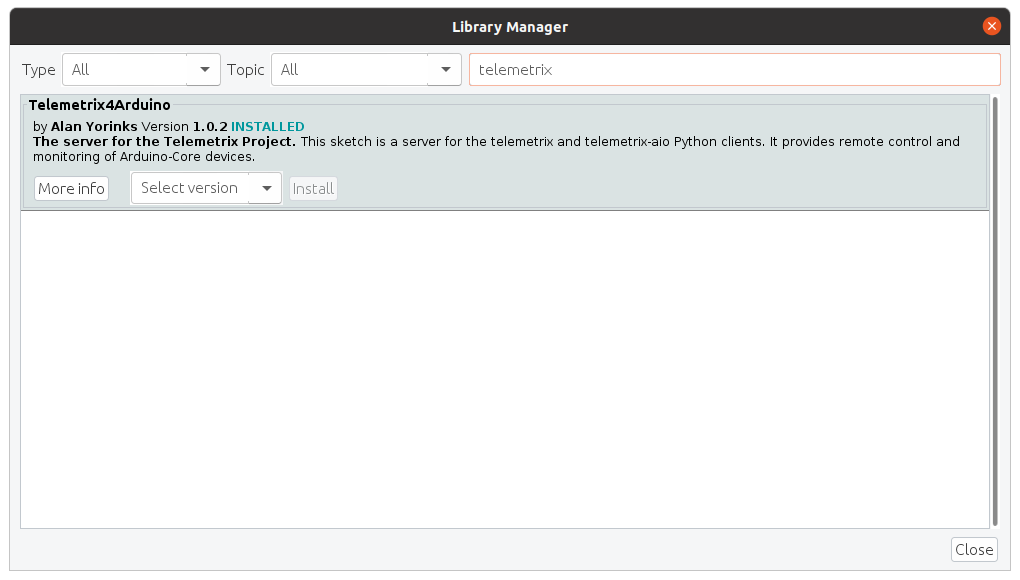 Library Manager
Type All Topic All telemetrix
Telemetrix4Arduino
by Alan Yorinks Version 1.0.2 INSTALLED
The server for the Telemetrix Project. This sketch is a server for the telemetrix and telemetrix-aio Python clients. It provides remote control and
monitoring of Arduino-Core devices.
More info Select version Install
Close